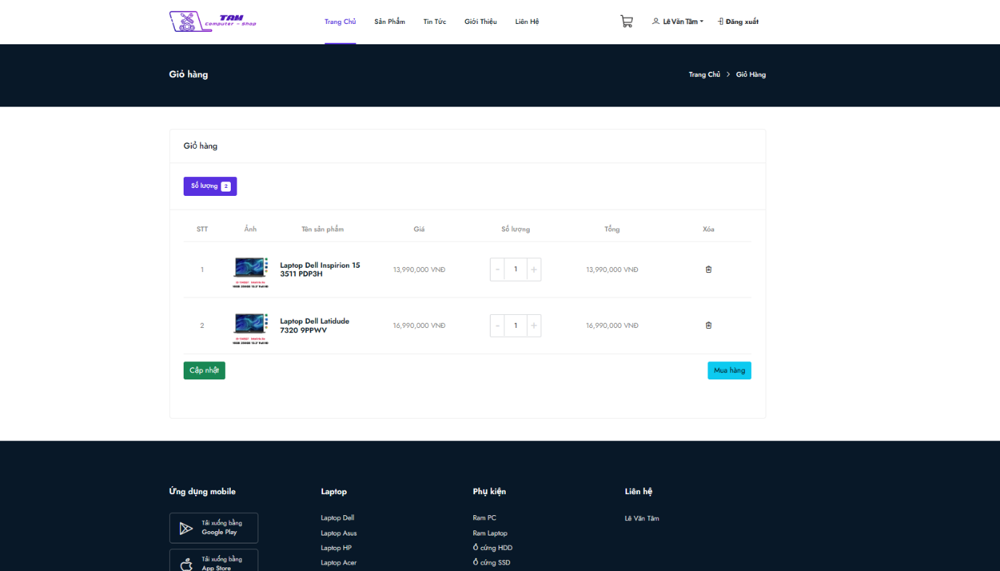 TAM
Computer - Shop
Trang Chủ
Sản Phẩm
Tin Tức
Giới Thiệu
Liên Hệ
Lê Văn Tâm
Đăng xuất
Giỏ hàng
Trang Chủ
Giỏ Hàng
Giỏ hàng
Số lượng 2
STT
Ảnh
Tên sản phẩm
Giá
Số lượng
Tổng
Xóa
1
Laptop Dell Inspirion 15
3511 PDP3H
13,990,000 VNĐ
- 1 +
13,990,000 VNĐ
2
Laptop Dell Latidude
7320 9PPWV
16,990,000 VNĐ
- 1 +
16,990,000 VNĐ
Cập nhật
Mua hàng
Ứng dụng mobile
Tải xuống bằng
Google Play
Tải xuống bằng
App Store
Laptop
Laptop Dell
Laptop Asus
Laptop HP
Laptop Acer
Phụ kiện
Ram PC
Ram Laptop
Ổ cứng HDD
Ổ cứng SSD
Liên hệ
Lê Văn Tâm